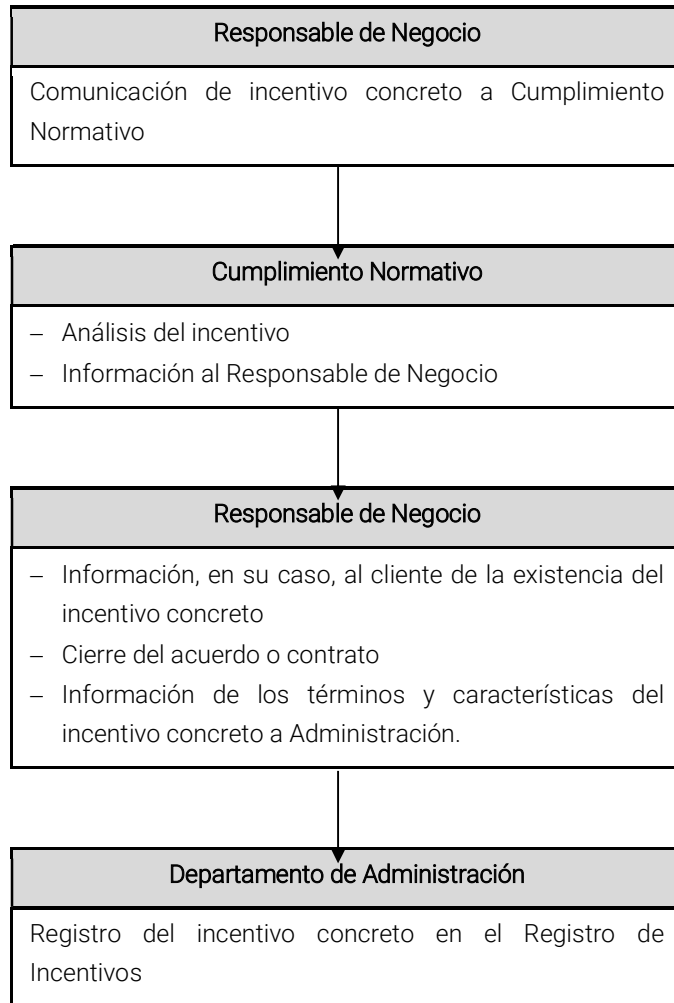 Responsable de Negocio
Comunicación de incentivo concreto a Cumplimiento
Normativo
Cumplimiento Normativo
– Análisis del incentivo
– Información al Responsable de Negocio
Responsable de Negocio
– Información, en su caso, al cliente de la existencia del
incentivo concreto
– Cierre del acuerdo o contrato
– Información de los términos y características del
incentivo concreto a Administración.
Departamento de Administración
Registro del incentivo concreto en el Registro de
Incentivos